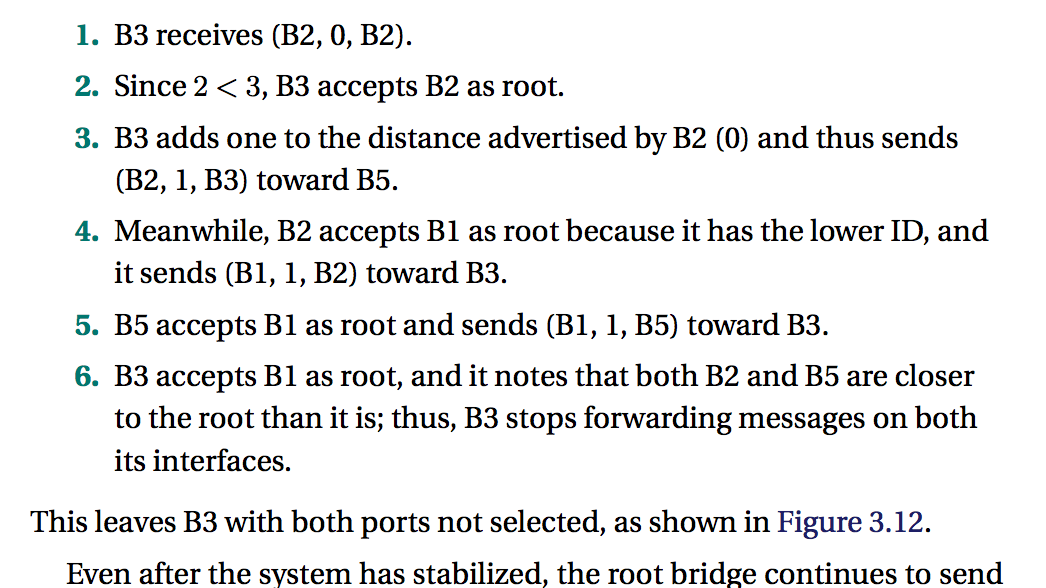 1. B3 receives (B2, 0, B2).
2. Since 2 < 3, B3 accepts B2 as root.
3. B3 adds one to the distance advertised by B2 (0) and thus sends
(B2, 1, B3) toward B5.
4. Meanwhile, B2 accepts B1 as root because it has the lower ID, and
it sends (B1, 1, B2) toward B3.
5. B5 accepts B1 as root and sends (B1, 1, B5) toward B3.
6. B3 accepts B1 as root, and it notes that both B2 and B5 are closer
to the root than it is; thus, B3 stops forwarding messages on both
its interfaces.
This leaves B3 with both ports not selected, as shown in Figure 3.12.
Even after the system has stabilized, the root bridge continues to send